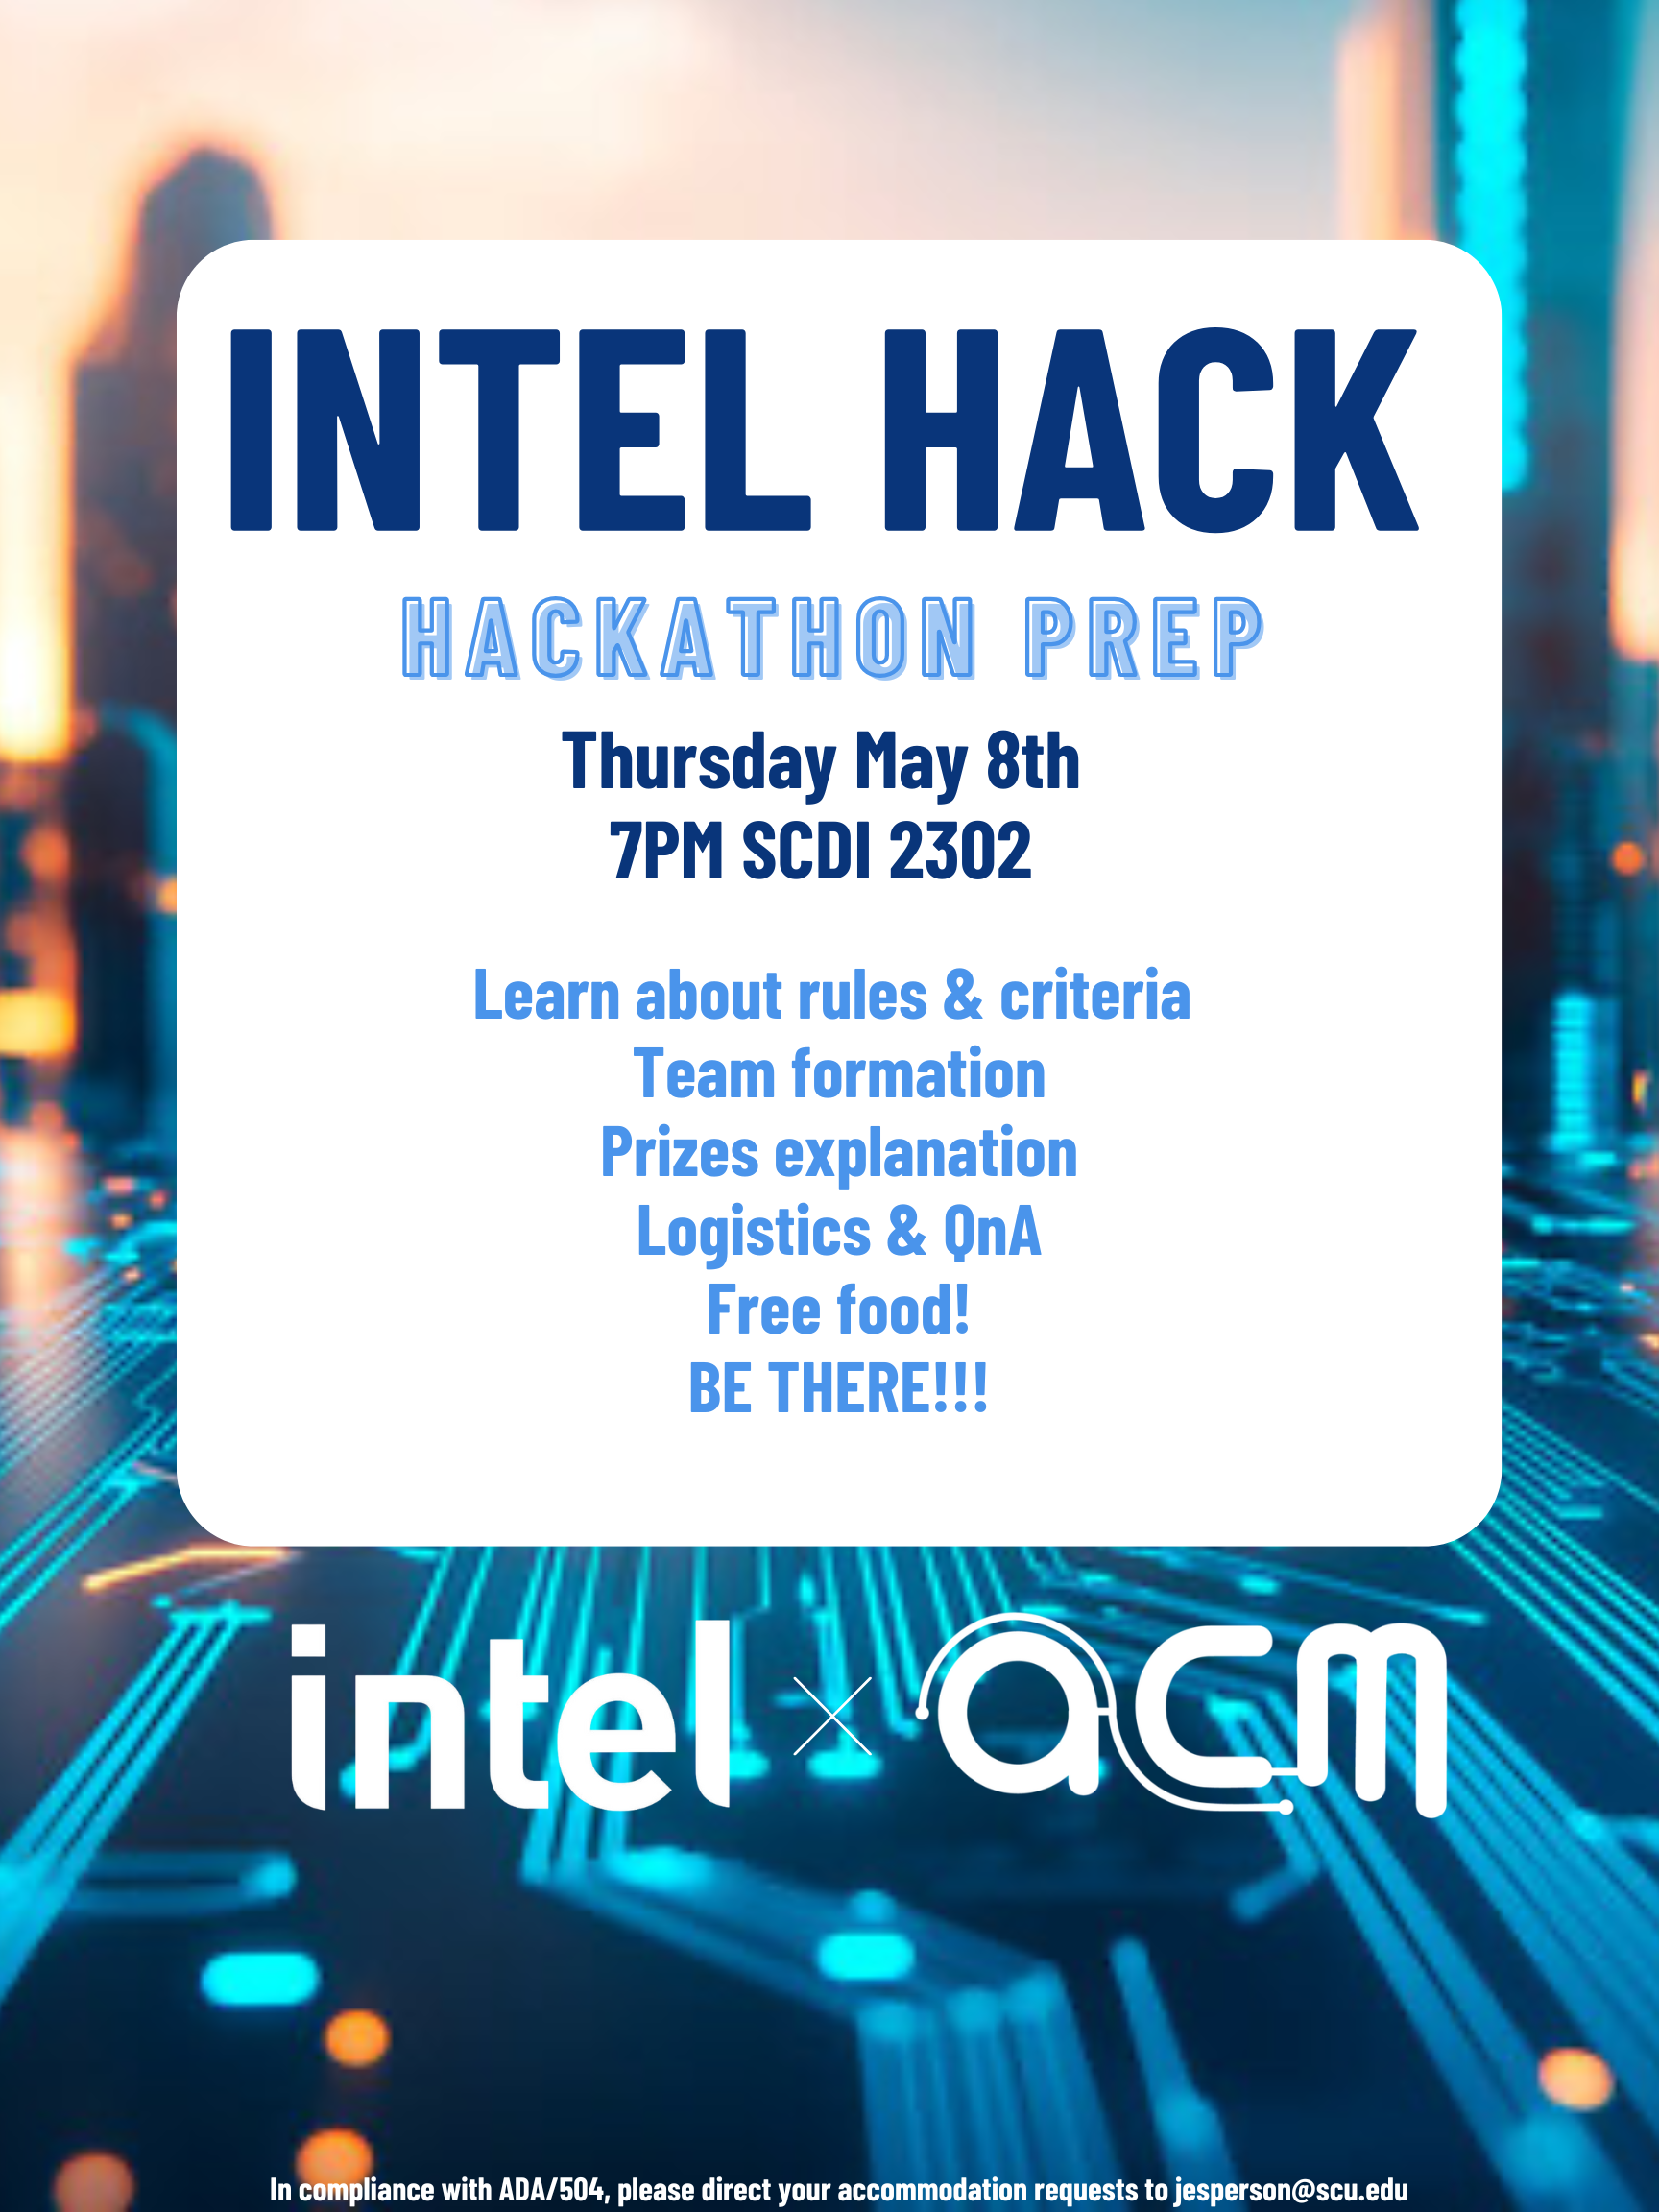 INTEL HACK
HACKATHON PREP
Thursday May 8th
7PM SCDI 2302
Learn about rules & criteria
Team formation
Prizes explanation
Logistics & QnA
Free food!
BE THERE!!!
intel × acm
In compliance with ADA/504, please direct your accommodation requests to jesperson@scu.edu